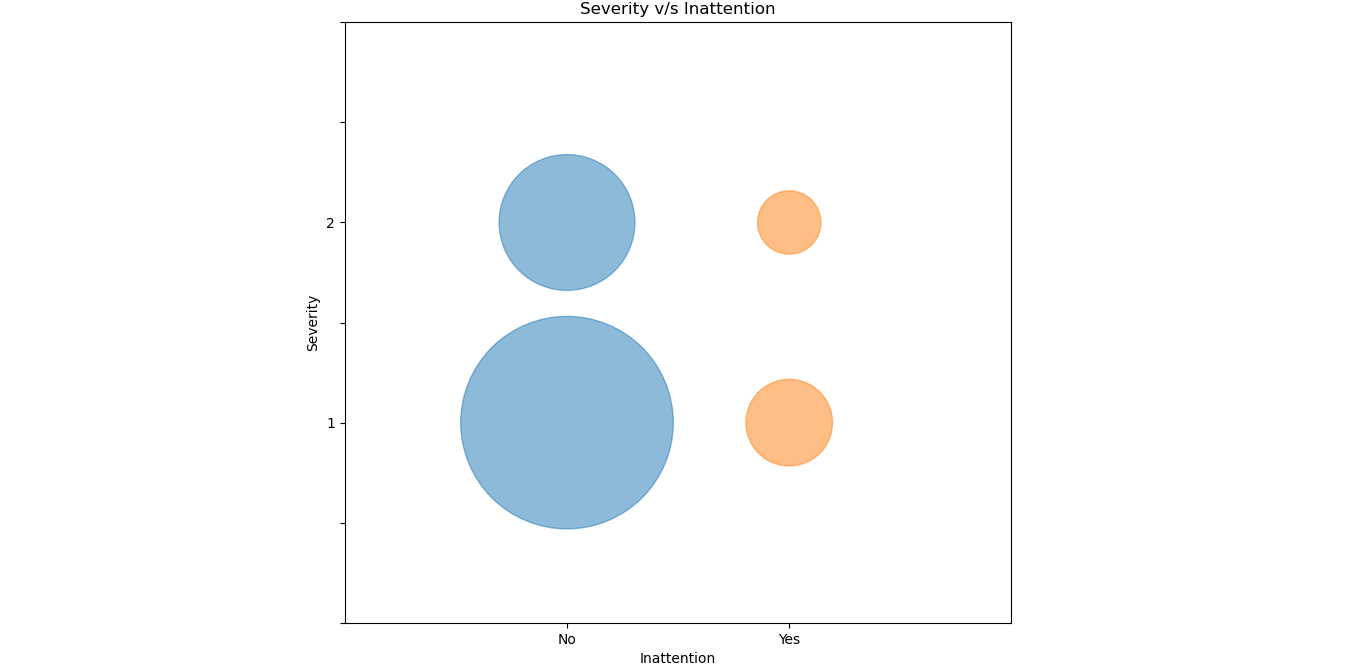 Severity v/s Inattention
Severity
2
1
No Yes
Inattention